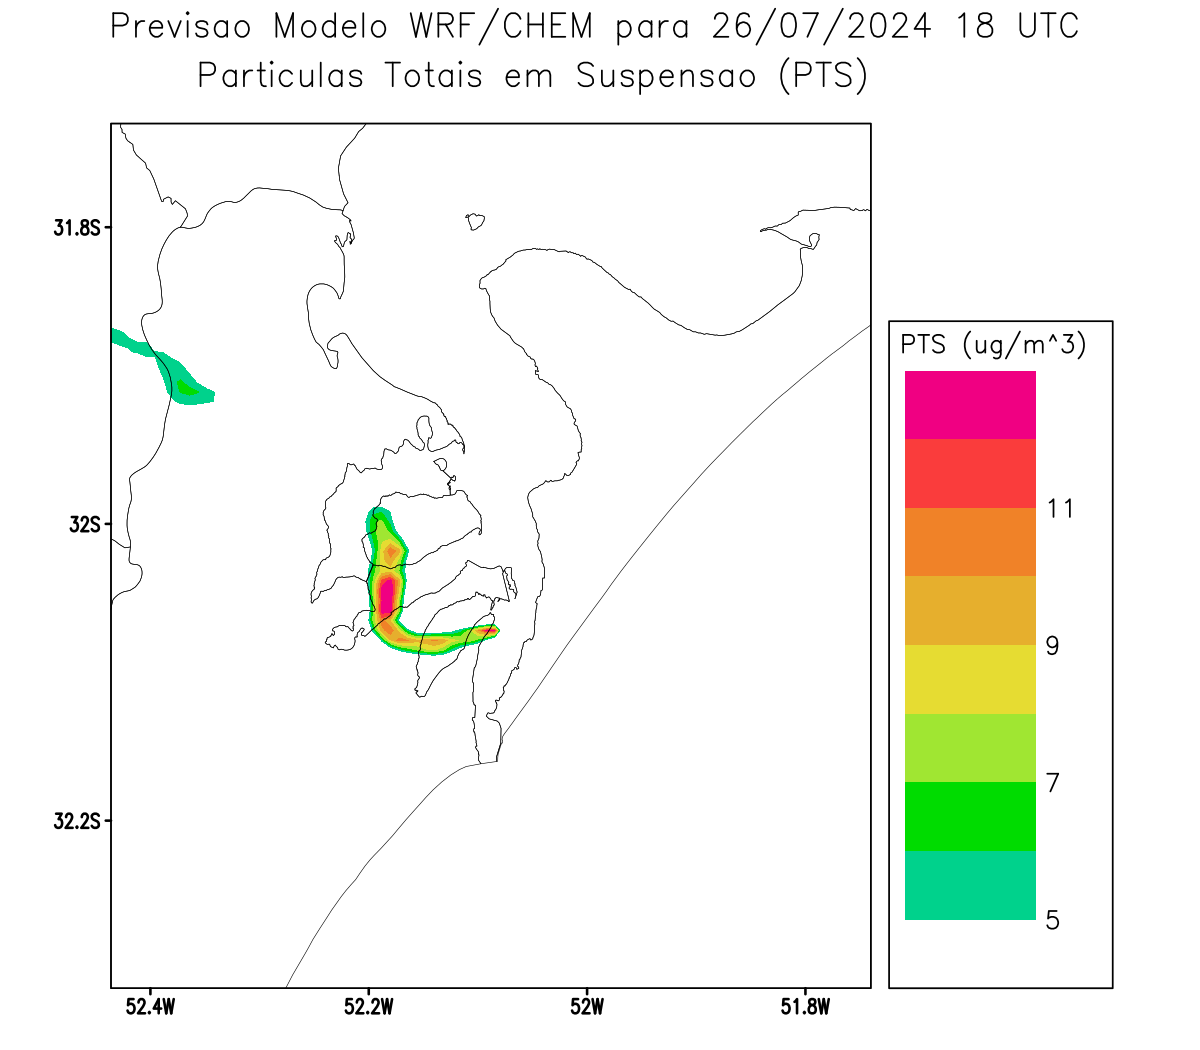 Previsao Modelo WRF/CHEM para 26/07/2024 18 UTC
Particulas Totais em Suspensao (PTS)
31.8S
32S
32.2S
52.4W
52.2W
52W
51.8W
PTS (ug/m^3)
11
9
7
5